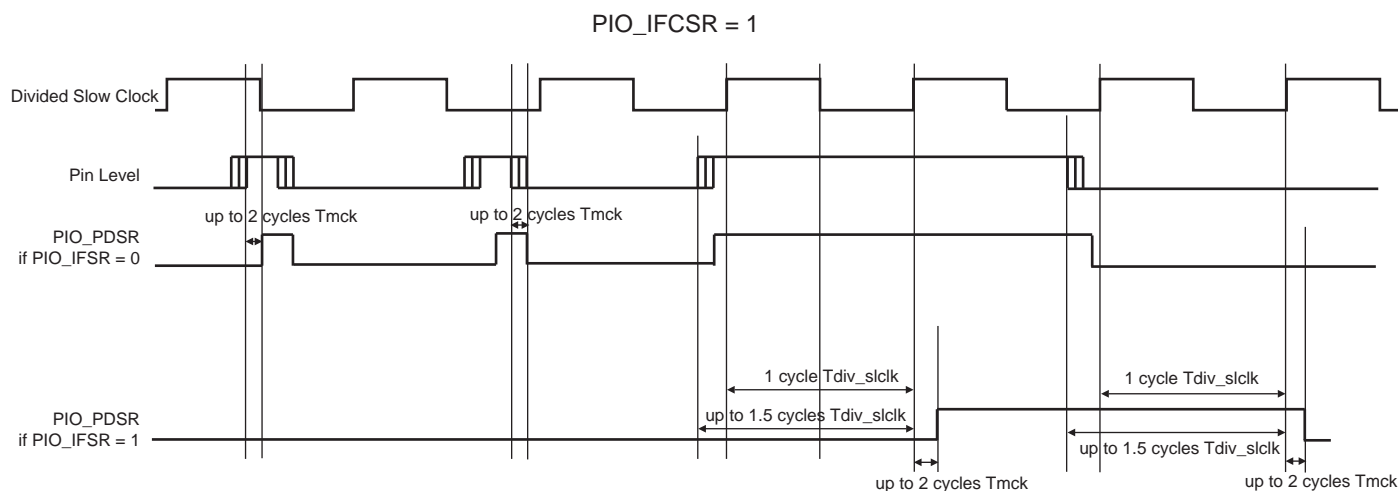 PIO_IFCSR = 1
Divided Slow Clock
Pin Level
up to 2 cycles Tmck
up to 2 cycles Tmck
PIO_PDSR
if PIO_IFSR = 0
1 cycle Tdiv_slclk
1 cycle Tdiv_slclk
up to 1.5 cycles Tdiv_slclk
PIO_PDSR
if PIO_IFSR = 1
up to 1.5 cycles Tdiv_slclk
up to 2 cycles Tmck
up to 2 cycles Tmck